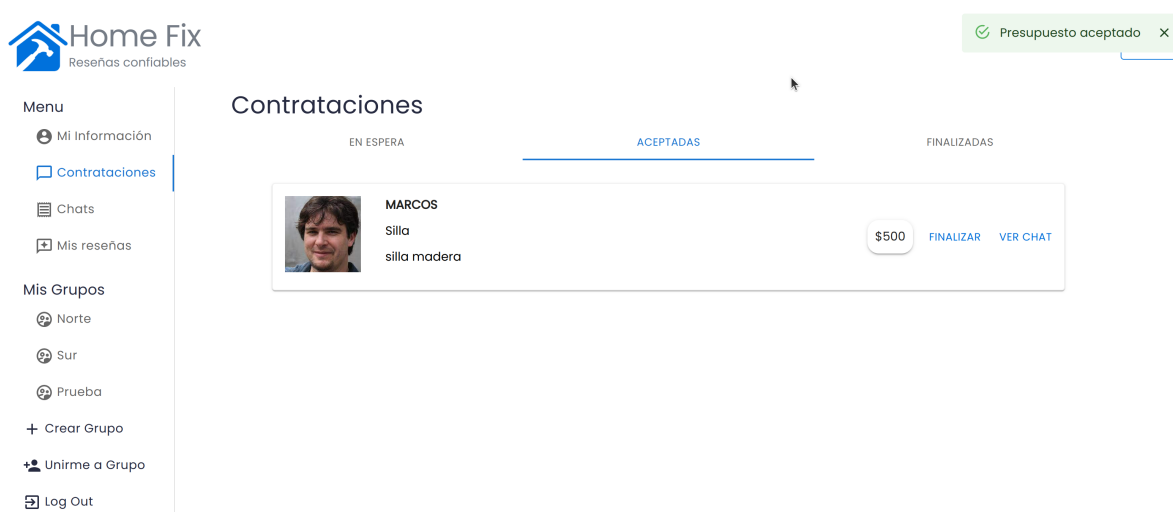 Home Fix
Reseñas confiables
Presupuesto aceptado
Menu
Mi Información
Contrataciones
Chats
Mis reseñas
Mis Grupos
Norte
Sur
Prueba
Crear Grupo
Unirme a Grupo
Log Out
Contrataciones
EN ESPERA
ACEPTADAS
FINALIZADAS
MARCOS
Silla
silla madera
$500
FINALIZAR
VER CHAT